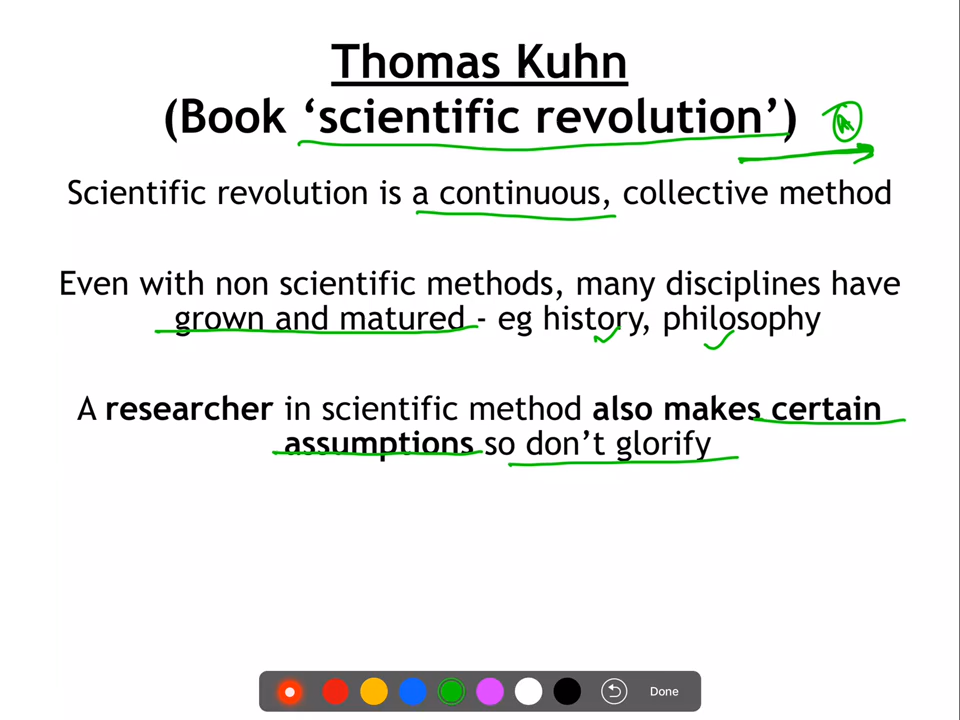 Thomas Kuhn
(Book ‘scientific revolution’)
Scientific revolution is a continuous, collective method
Even with non scientific methods, many disciplines have
grown and matured - eg history, philosophy
A researcher in scientific method also makes certain
assumptions so don’t glorify
Done